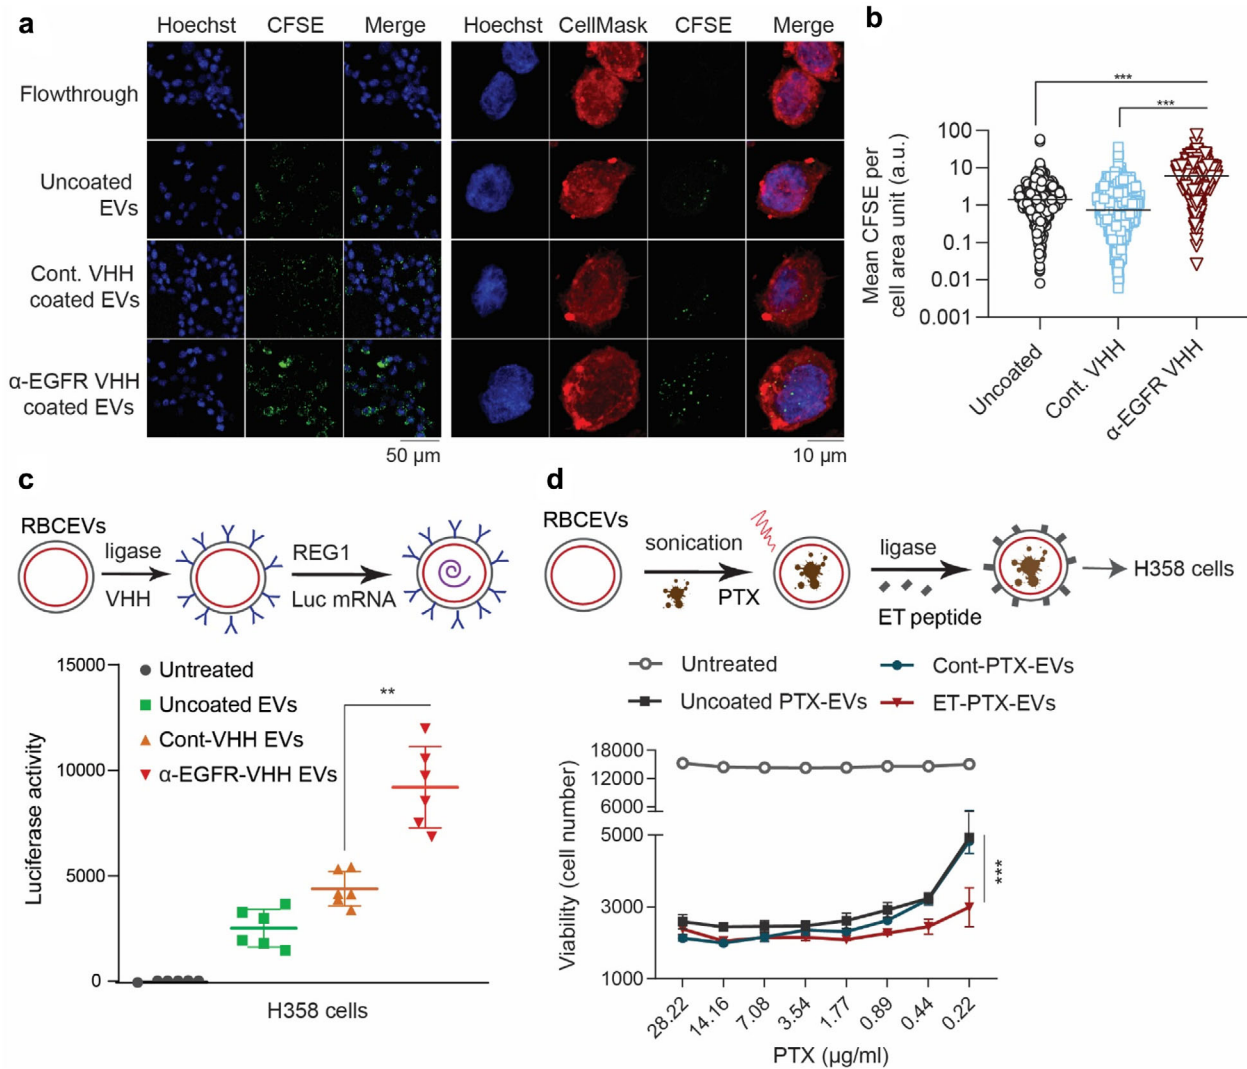 a
Hoechst CFSE Merge Hoechst CellMask CFSE Merge
Flowthrough
Uncoated
EVs
Cont. VHH
coated EVs
α-EGFR VHH
coated EVs
50 µm
10 µm
b
***
***
Mean CFSE per
cell area unit (a.u.)
100
10
1
0.1
0.01
0.001
Uncoated
Cont. VHH
α-EGFR VHH
c
RBCEVs
ligase
VHH
REG1
Luc mRNA
Untreated
Uncoated EVs
Cont-VHH EVs
α-EGFR-VHH EVs
**
Luciferase activity
15000
10000
5000
0
H358 cells
d
RBCEVs
sonication
PTX
ligase
ET peptide
H358 cells
Untreated
Cont-PTX-EVs
Uncoated PTX-EVs
ET-PTX-EVs
Viability (cell number)
18000
12000
6000
5000
3000
1000
***
28.22
14.16
7.08
3.54
1.77
0.89
0.44
0.22
PTX (µg/ml)